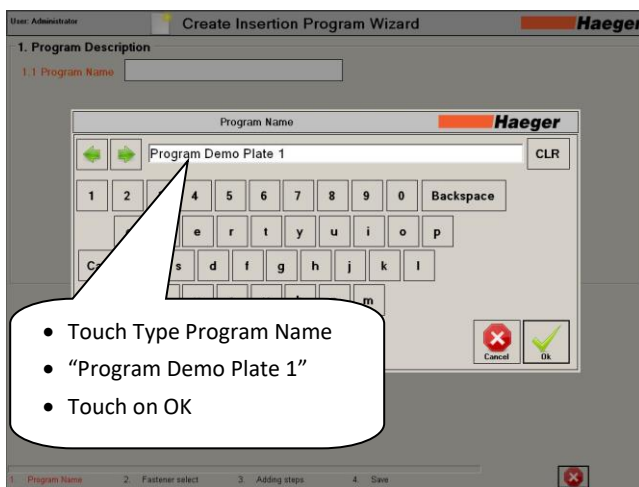 User: Administrator
Create Insertion Program Wizard
Haeger
1. Program Description
1.1 Program Name
Program Name
Haeger
Program Demo Plate 1
CLR
1 2 4 5 6 7 8 9 0 Backspace
e r t y u i o p
s d f g h j k l
m
• Touch Type Program Name
• “Program Demo Plate 1”
• Touch on OK
Cancel
Ok
1. Program Name 2. Fastener select 3. Adding steps 4. Save